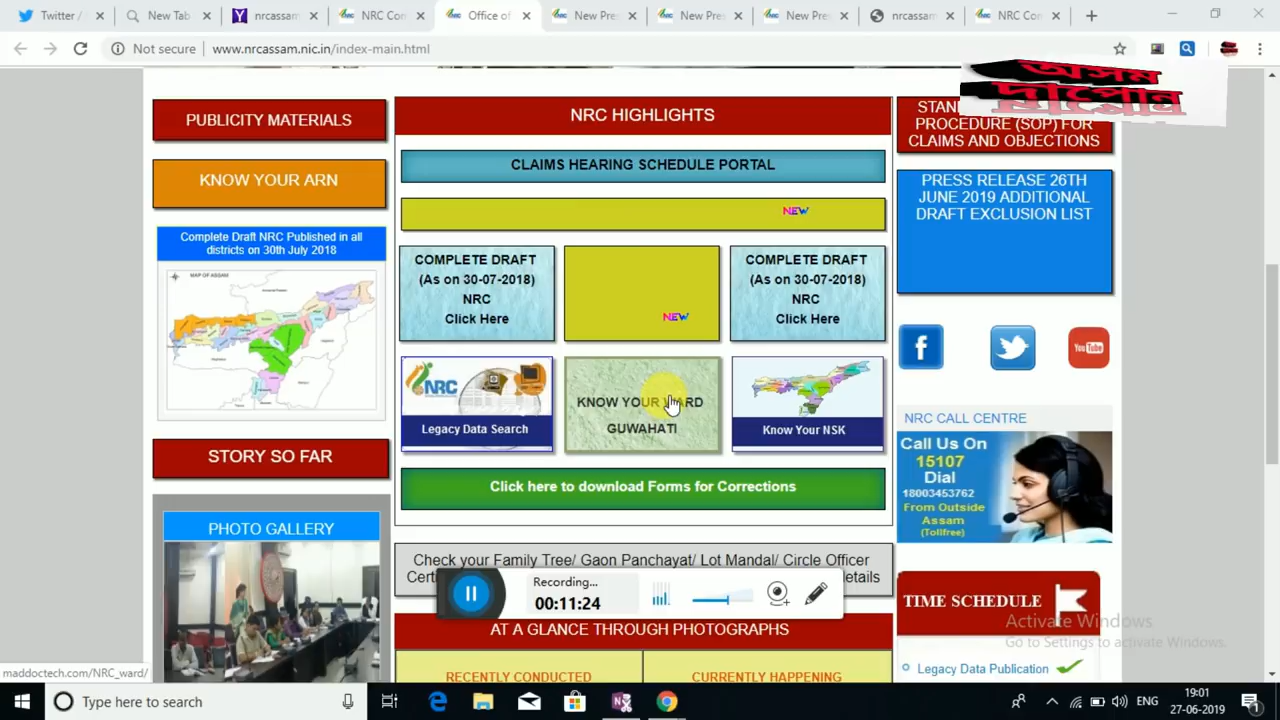 Twitter /
New Tab
nrcassam
NRC Con
Office of
New Pres
New Pres
New Pres
nrcassam
NRC Con
Not secure
www.nrcassam.nic.in/index-main.html
অসম
দাপোন
PUBLICITY MATERIALS
KNOW YOUR ARN
Complete Draft NRC Published in all
districts on 30th July 2018
MAP OF ASSAM
STORY SO FAR
PHOTO GALLERY
NRC HIGHLIGHTS
CLAIMS HEARING SCHEDULE PORTAL
NEW
COMPLETE DRAFT
(As on 30-07-2018)
NRC
Click Here
NEW
COMPLETE DRAFT
(As on 30-07-2018)
NRC
Click Here
NRC
Legacy Data Search
KNOW YOUR WARD
GUWAHATI
Know Your NSK
Click here to download Forms for Corrections
Check your Family Tree/ Gaon Panchayat/ Lot Mandal/ Circle Officer
Recording...
00:11:24
AT A GLANCE THROUGH PHOTOGRAPHS
RECENTLY CONDUCTED
CURRENTLY HAPPENING
PROCEDURE (SOP) FOR
CLAIMS AND OBJECTIONS
PRESS RELEASE 26TH
JUNE 2019 ADDITIONAL
DRAFT EXCLUSION LIST
You Tube
NRC CALL CENTRE
Call Us On
15107
Dial
18003453762
From Outside
Assam
(Tollfree)
TIME SCHEDULE
Activate Windows
Go to Settings to activate Windows.
Legacy Data Publication
maddoctech.com/NRC_ward/
Type here to search
ENG
19:01
27-06-2019